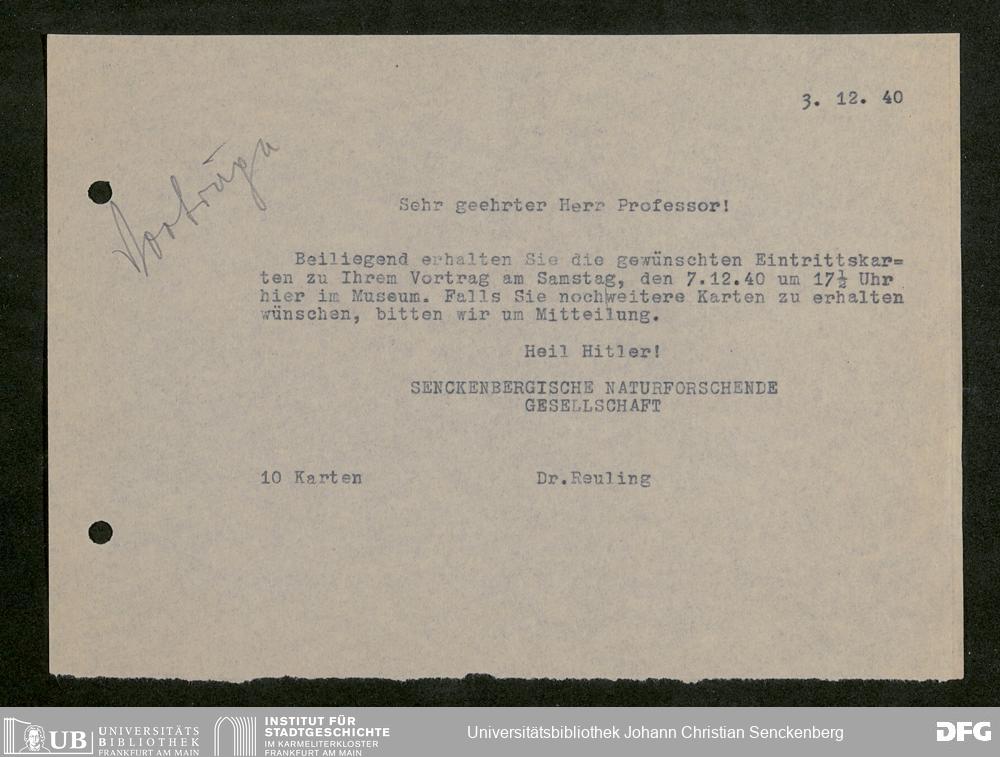 3. 12. 40
Vorträge
Sehr geehrter Herr Professor!
Beiliegend erhalten Sie die gewünschten Eintrittskar=
ten zu Ihrem Vortrag am Samstag, den 7.12.40 um 17½ Uhr
hier im Museum. Falls Sie noch|weitere Karten zu erhalten
wünschen, bitten wir um Mitteilung.
Heil Hitler!
SENCKENBERGISCHE NATURFORSCHENDE
GESELLSCHAFT
10 Karten Dr.Reuling
UB UNIVERSITÄTS
BIBLIOTHEK
FRANKFURT AM MAIN
INSTITUT FÜR
STADTGESCHICHTE
IM KARMELITERKLOSTER
FRANKFURT AM MAIN
Universitätsbibliothek Johann Christian Senckenberg
DFG